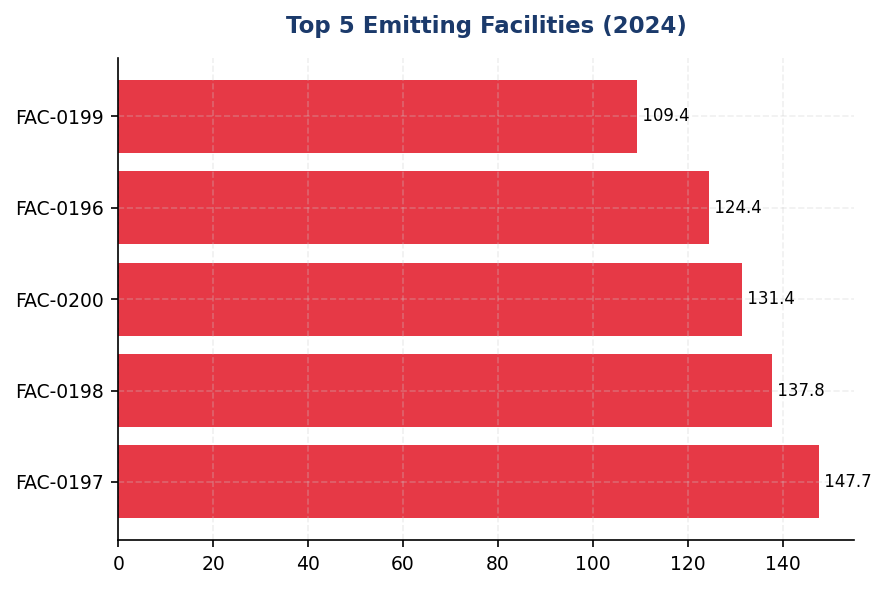 Top 5 Emitting Facilities (2024)
FAC-0199 109.4
FAC-0196 124.4
FAC-0200 131.4
FAC-0198 137.8
FAC-0197 147.7
0 20 40 60 80 100 120 140